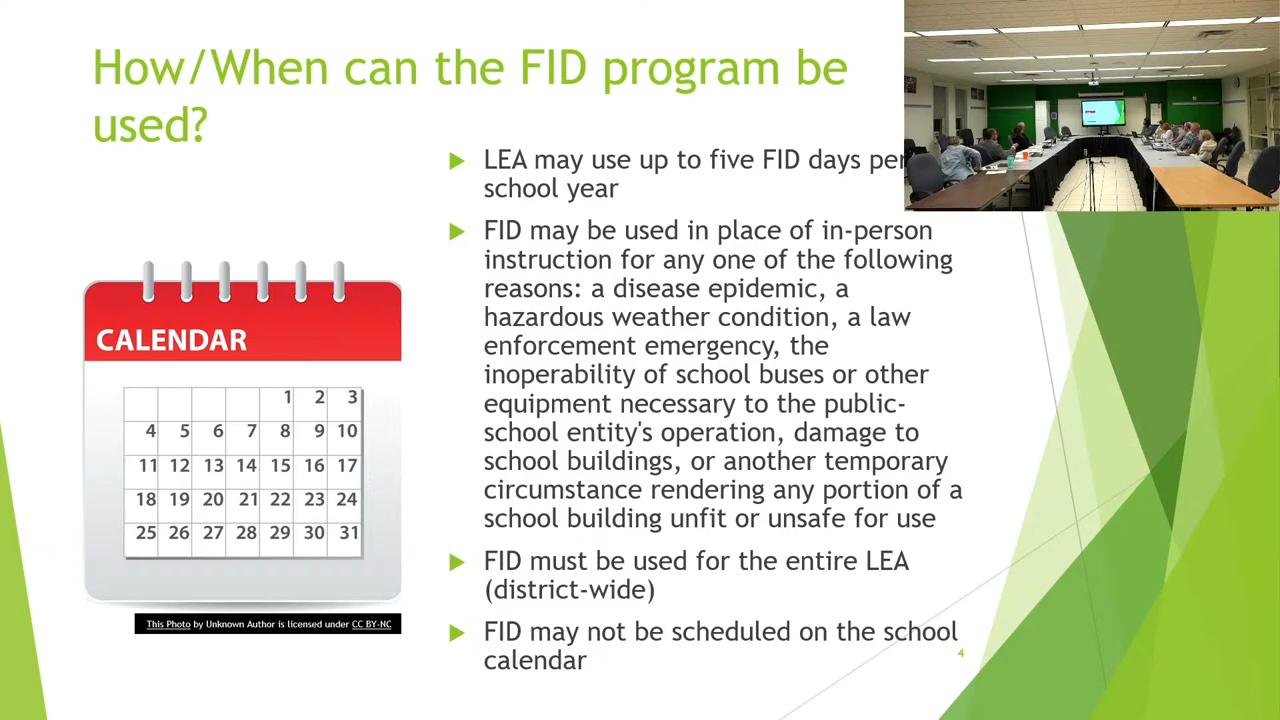 How/When can the FID program be
used?
LEA may use up to five FID days per
school year
FID may be used in place of in-person
instruction for any one of the following
reasons: a disease epidemic, a
hazardous weather condition, a law
enforcement emergency, the
inoperability of school buses or other
equipment necessary to the public-
school entity's operation, damage to
school buildings, or another temporary
circumstance rendering any portion of a
school building unfit or unsafe for use
FID must be used for the entire LEA
(district-wide)
FID may not be scheduled on the school
calendar
CALENDAR
1 2 3
4 5 6 7 8 9 10
11 12 13 14 15 16 17
18 19 20 21 22 23 24
25 26 27 28 29 30 31
This Photo by Unknown Author is licensed under CC BY-NC
4